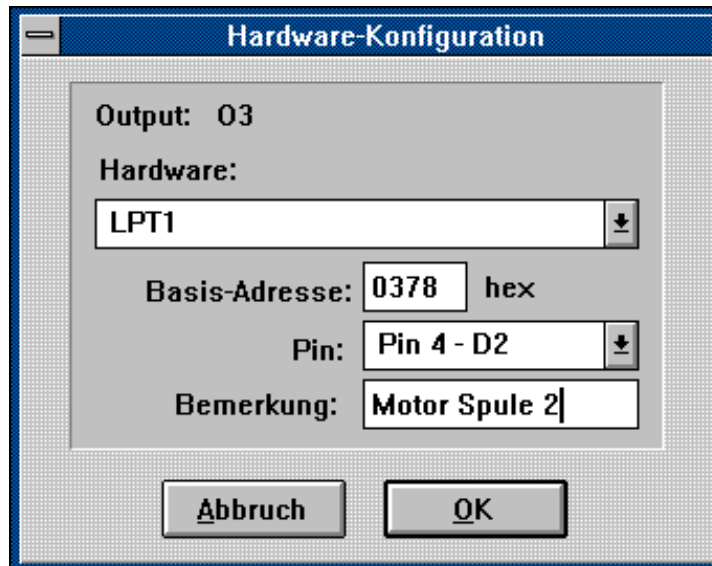 Hardware-Konfiguration
Output: O3
Hardware:
LPT1
Basis-Adresse: 0378 hex
Pin: Pin 4 - D2
Bemerkung: Motor Spule 2
Abbruch OK